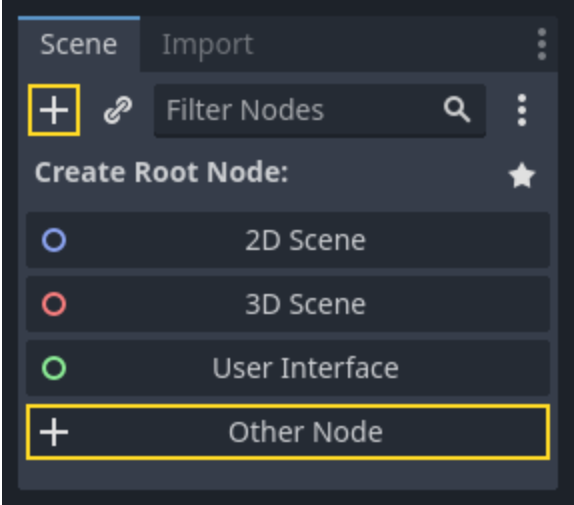 Scene Import
Filter Nodes
Create Root Node:
2D Scene
3D Scene
User Interface
Other Node